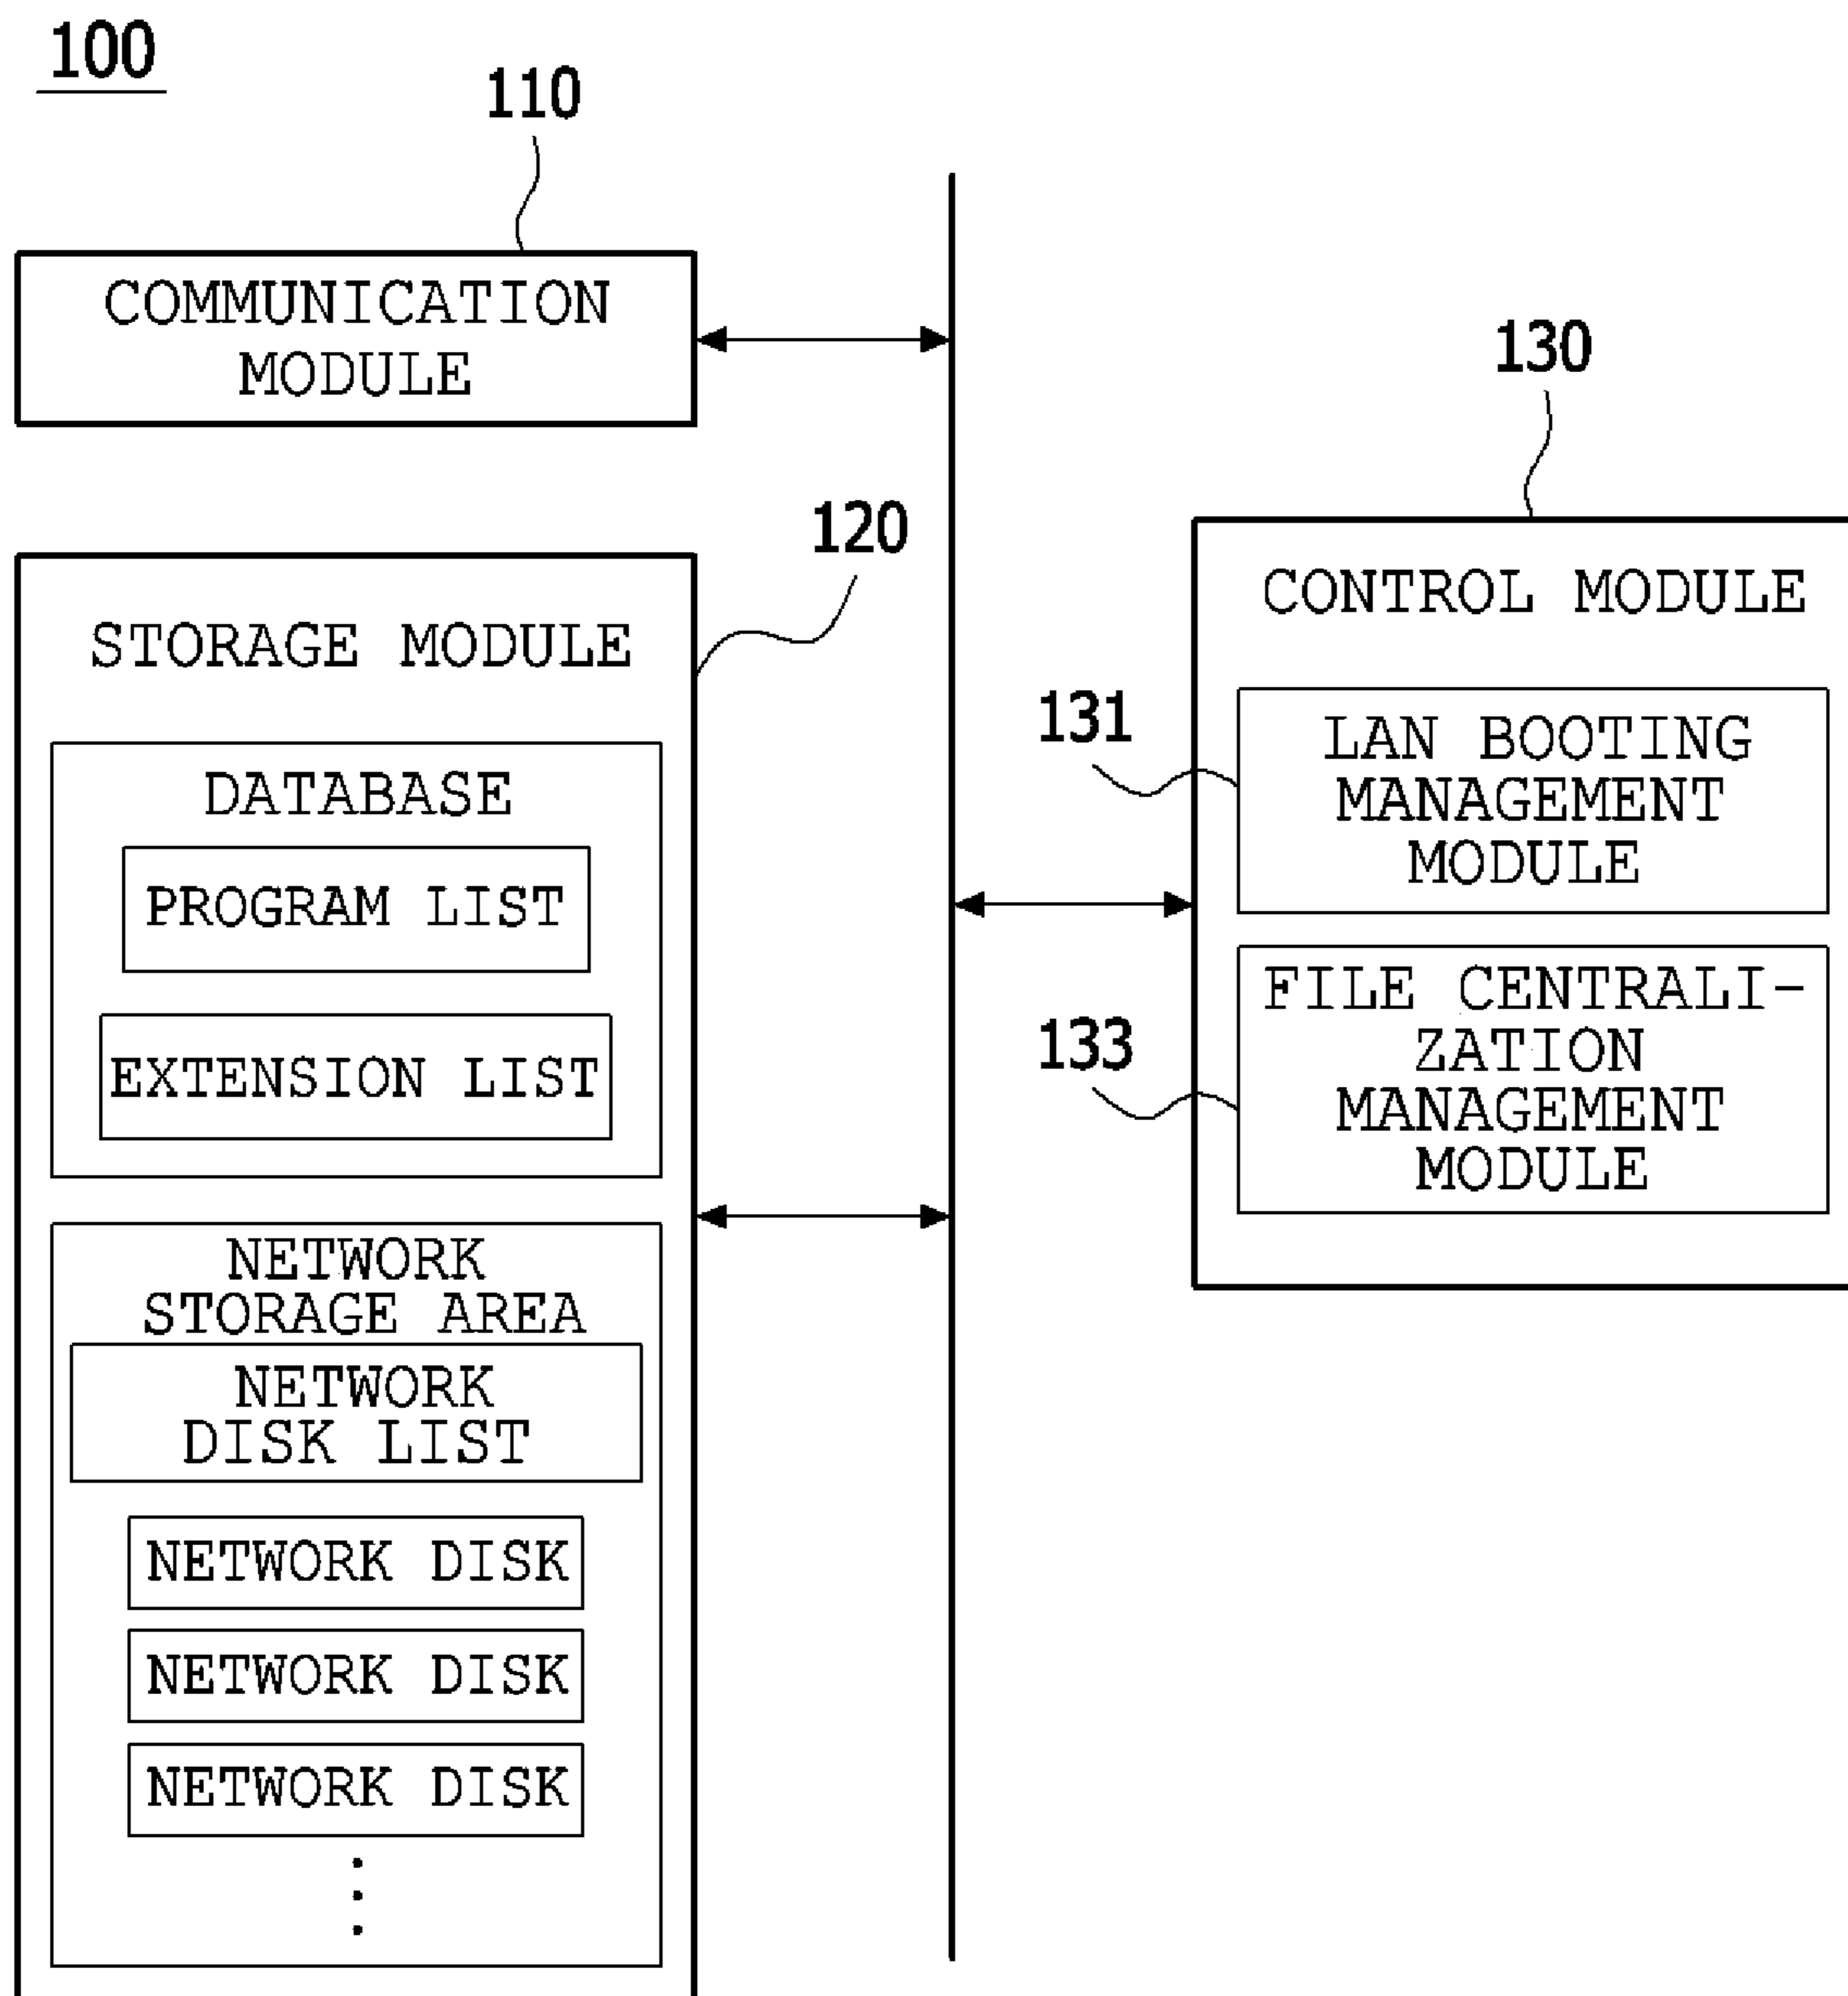 100
110
COMMUNICATION
MODULE
120
STORAGE MODULE
DATABASE
PROGRAM LIST
EXTENSION LIST
NETWORK
STORAGE AREA
NETWORK
DISK LIST
NETWORK DISK
NETWORK DISK
NETWORK DISK
130
CONTROL MODULE
131
LAN BOOTING
MANAGEMENT
MODULE
133
FILE CENTRALI-
ZATION
MANAGEMENT
MODULE